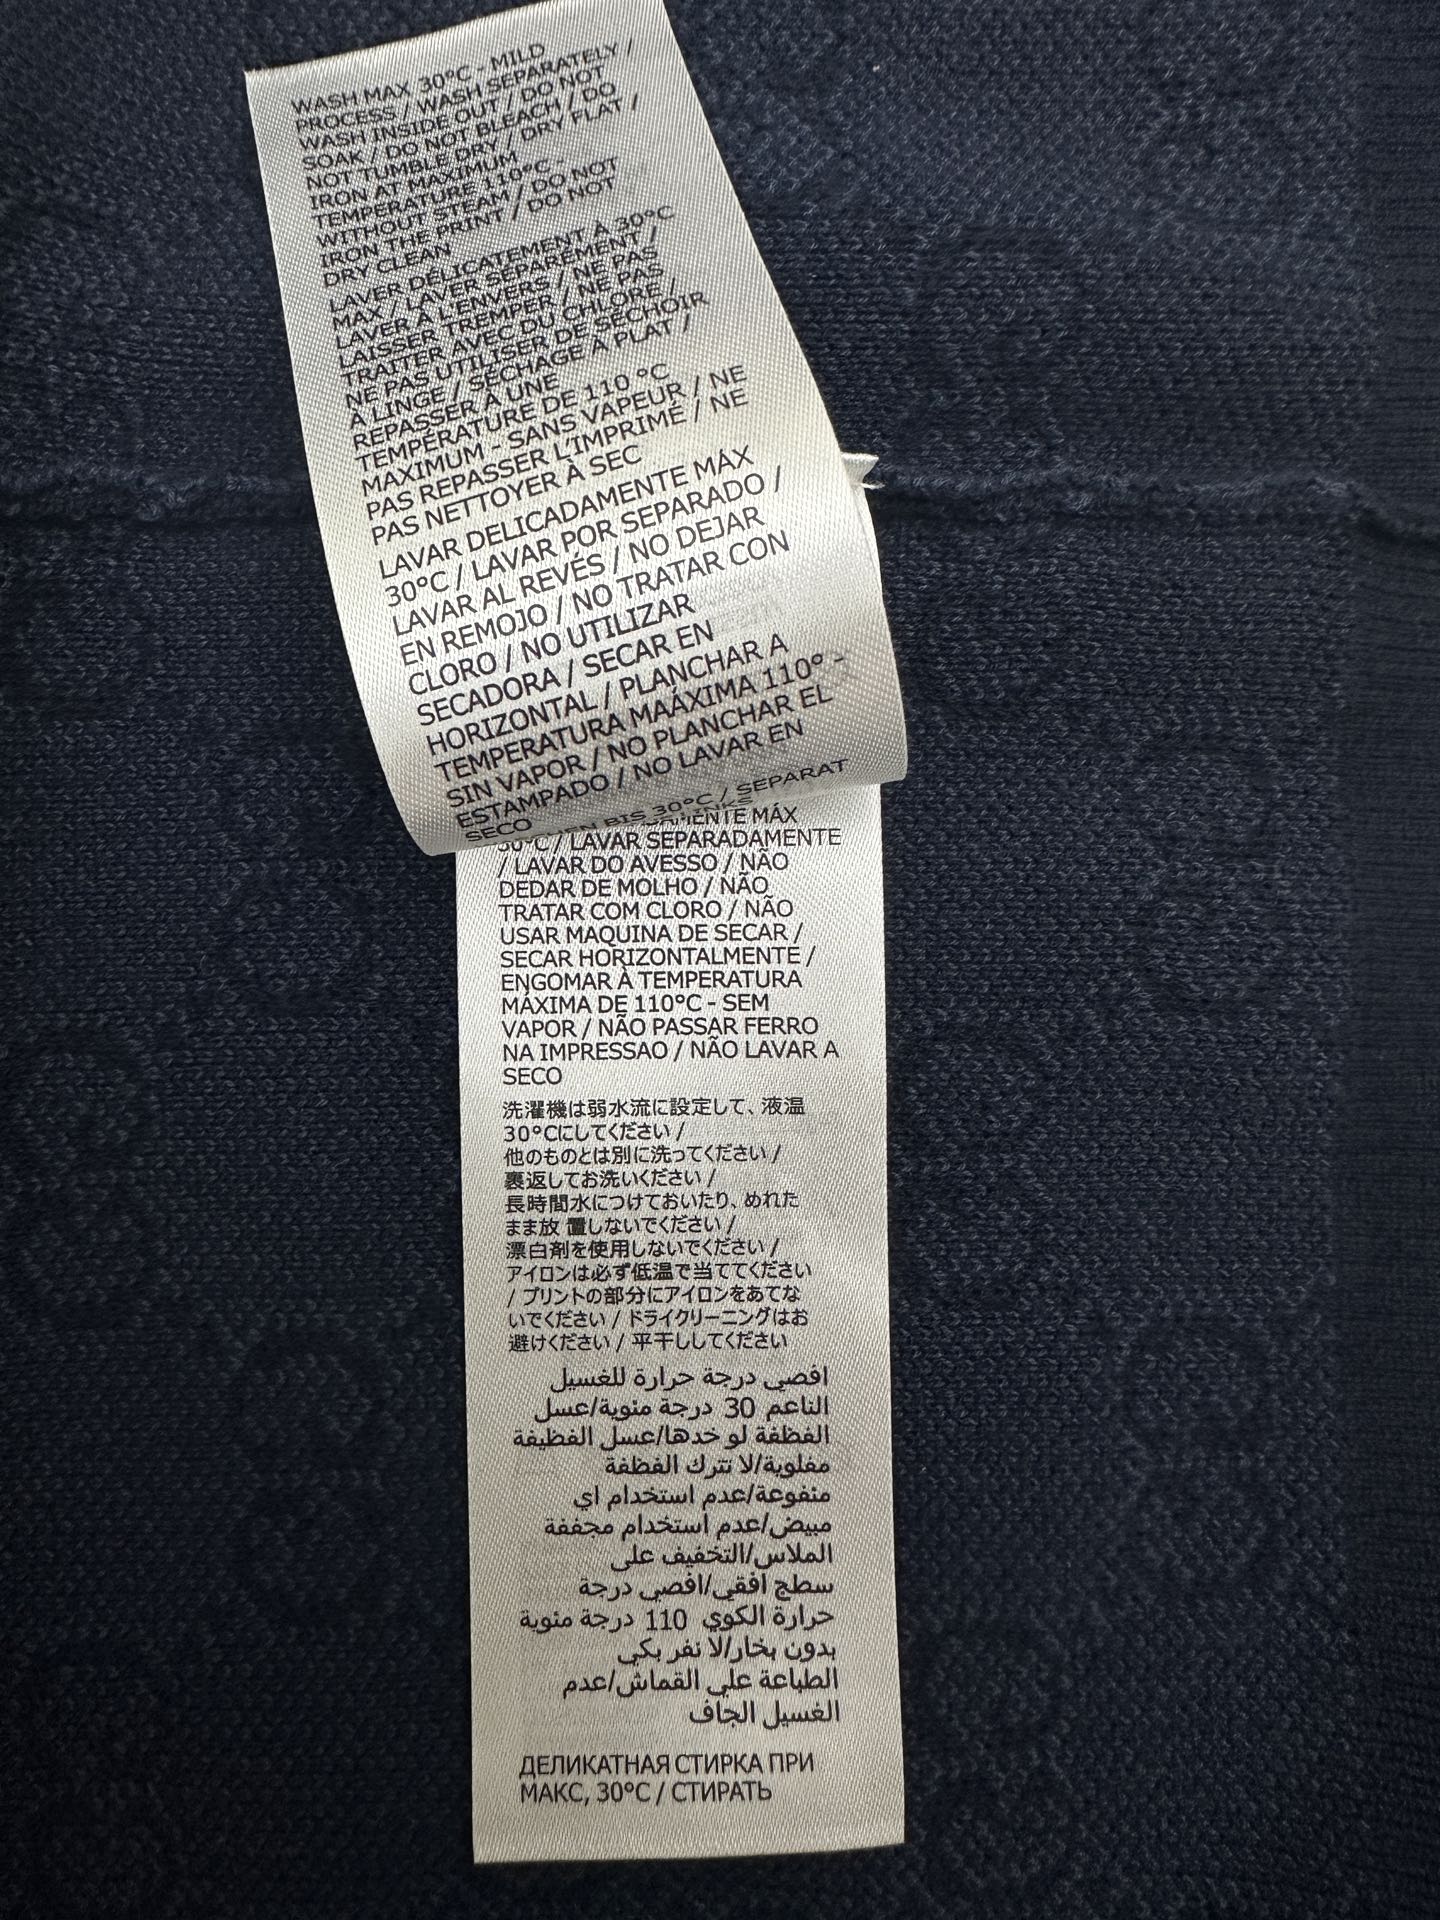 WASH MAX 30°C - MILD
PROCESS / WASH SEPARATELY /
WASH INSIDE OUT / DO NOT
SOAK / DO NOT BLEACH / DO
NOT TUMBLE DRY / DRY FLAT /
IRON AT MAXIMUM
TEMPERATURE 110°C -
WITHOUT STEAM / DO NOT
IRON THE PRINT / DO NOT
DRY CLEAN
LAVER DÉLICATEMENT À 30°C
MAX / LAVER SÉPARÉMENT /
LAVER À L'ENVERS / NE PAS
LAISSER TREMPER / NE PAS
TRAITER AVEC DU CHLORE /
NE PAS UTILISER DE SÉCHOIR
À LINGE / SÉCHAGE À PLAT /
REPASSER À UNE
TEMPÉRATURE DE 110 °C
MAXIMUM - SANS VAPEUR / NE
PAS REPASSER L'IMPRIMÉ / NE
PAS NETTOYER À SEC
LAVAR DELICADAMENTE MÁX
30°C / LAVAR POR SEPARADO /
LAVAR AL REVÉS / NO DEJAR
EN REMOJO / NO TRATAR CON
CLORO / NO UTILIZAR
SECADORA / SECAR EN
HORIZONTAL / PLANCHAR A
TEMPERATURA MAÁXIMA 110° -
SIN VAPOR / NO PLANCHAR EL
ESTAMPADO / NO LAVAR EN
SECO
BIS 30°C / SEPARAT
MÁX
30°C / LAVAR SEPARADAMENTE
/ LAVAR DO AVESSO / NÃO
DEDAR DE MOLHO / NÃO
TRATAR COM CLORO / NÃO
USAR MAQUINA DE SECAR /
SECAR HORIZONTALMENTE /
ENGOMAR À TEMPERATURA
MÁXIMA DE 110°C - SEM
VAPOR / NÃO PASSAR FERRO
NA IMPRESSAO / NÃO LAVAR A
SECO
洗濯機は弱水流に設定して、液温
30°Cにしてください /
他のものとは別に洗ってください /
裏返してお洗いください /
長時間水につけておいたり、めれた
まま放 置しないでください /
漂白剤を使用しないでください /
アイロンは必ず低温で当ててください
/ プリントの部分にアイロンをあてな
いでください / ドライクリーニングはお
避けください / 平干ししてください
افصي درجة حرارة للغسيل
الناعم 30 درجة منوية/عسل
الفظفة لو خدها/عسل الفظيفة
مفلوية/لا تترك الفظفة
منفوعة/عدم استخدام اي
مبيض/عدم استخدام مجففة
الملاس/التخفيف على
سطح افقي/افصي درجة
حرارة الكوي 110 درجة منوية
بدون بخار/لا نفر بكي
الطباعة علي القماش/عدم
الغسيل الجاف
ДЕЛИКАТНАЯ СТИРКА ПРИ
МАКС, 30°C / СТИРАТЬ